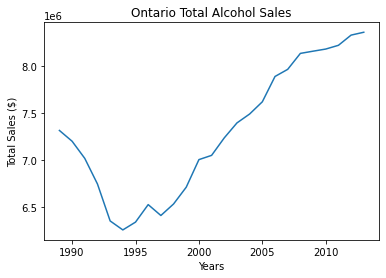 Ontario Total Alcohol Sales
1e6
8.0
7.5
7.0
6.5
Total Sales ($)
1990 1995 2000 2005 2010
Years